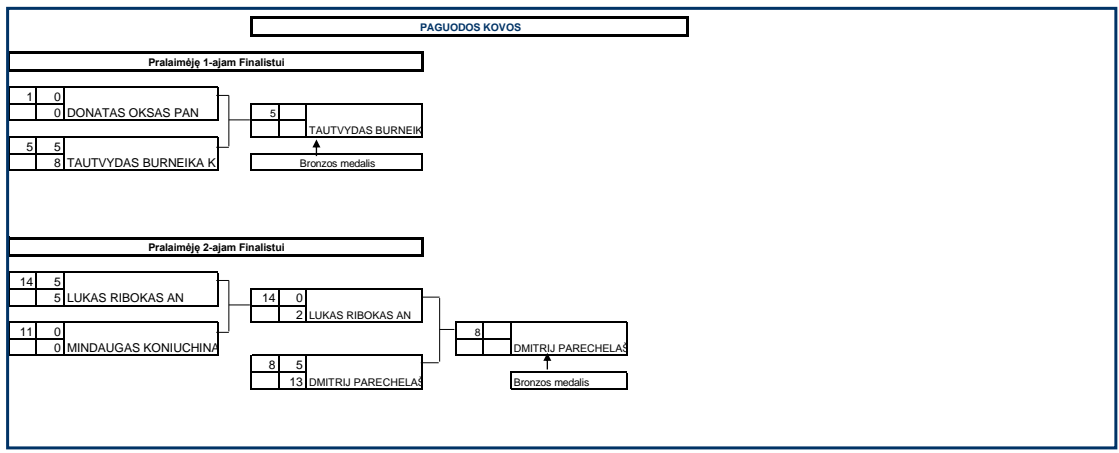 PAGUODOS KOVOS
Pralaimėję 1-ajam Finalistui
1 0
0 DONATAS OKSAS PAN
5
TAUTVYDAS BURNEIK
5 5
8 TAUTVYDAS BURNEIKA K
Bronzos medalis
Pralaimėję 2-ajam Finalistui
14 5
5 LUKAS RIBOKAS AN
14 0
2 LUKAS RIBOKAS AN
11 0
0 MINDAUGAS KONIUCHINA
8
DMITRIJ PARECHELAŠ
8 5
13 DMITRIJ PARECHELAŠ
Bronzos medalis